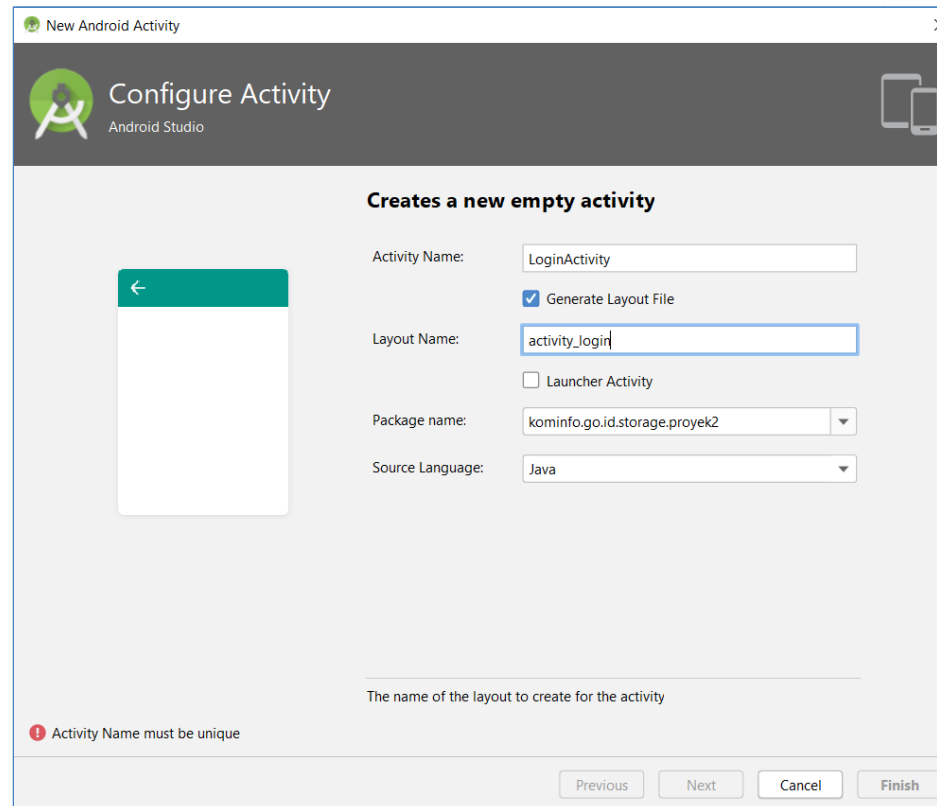 New Android Activity
Configure Activity
Android Studio
Creates a new empty activity
Activity Name:
LoginActivity
Generate Layout File
Layout Name:
activity_login
Launcher Activity
Package name:
kominfo.go.id.storage.proyek2
Source Language:
Java
The name of the layout to create for the activity
Activity Name must be unique
Previous
Next
Cancel
Finish